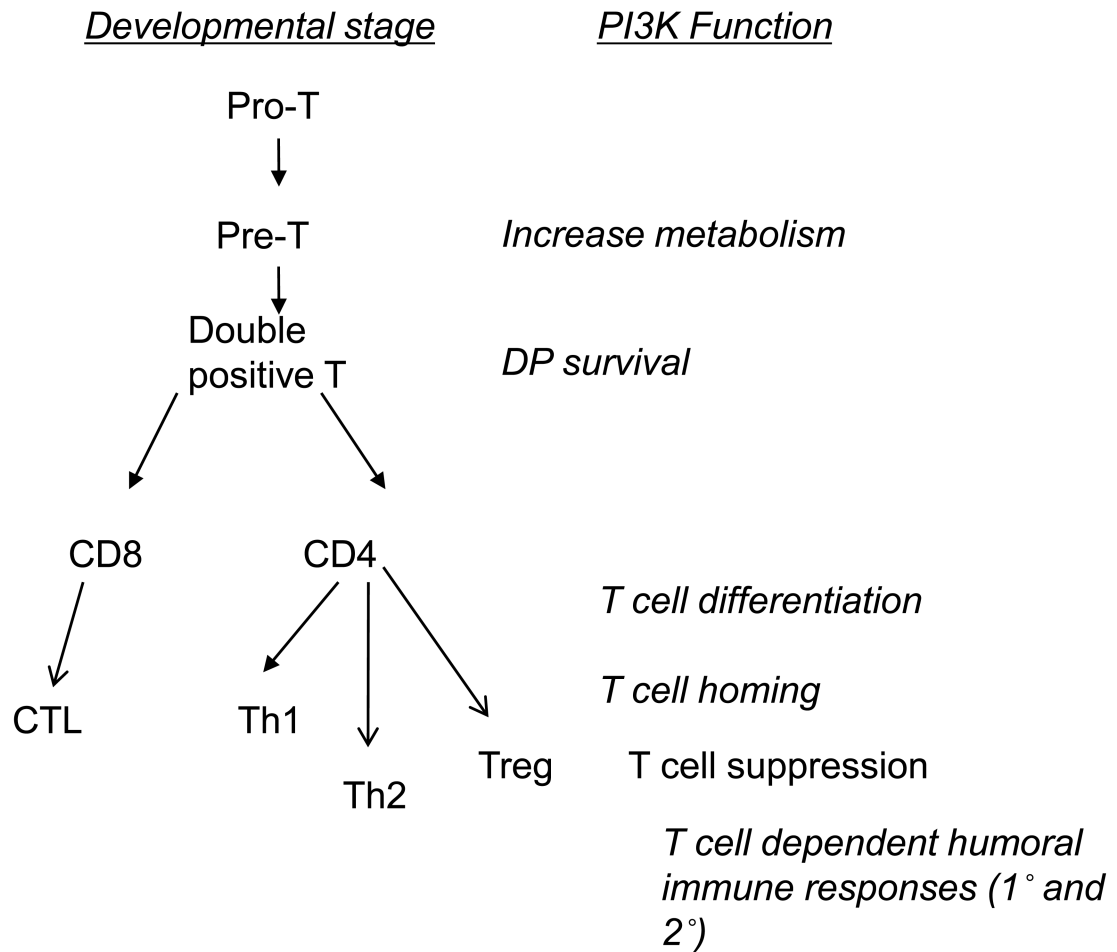 Developmental stage
PI3K Function
Pro-T
Pre-T
Increase metabolism
Double
positive T
DP survival
CD8
CD4
T cell differentiation
T cell homing
CTL
Th1
Treg
T cell suppression
Th2
T cell dependent humoral
immune responses (1° and
2°)